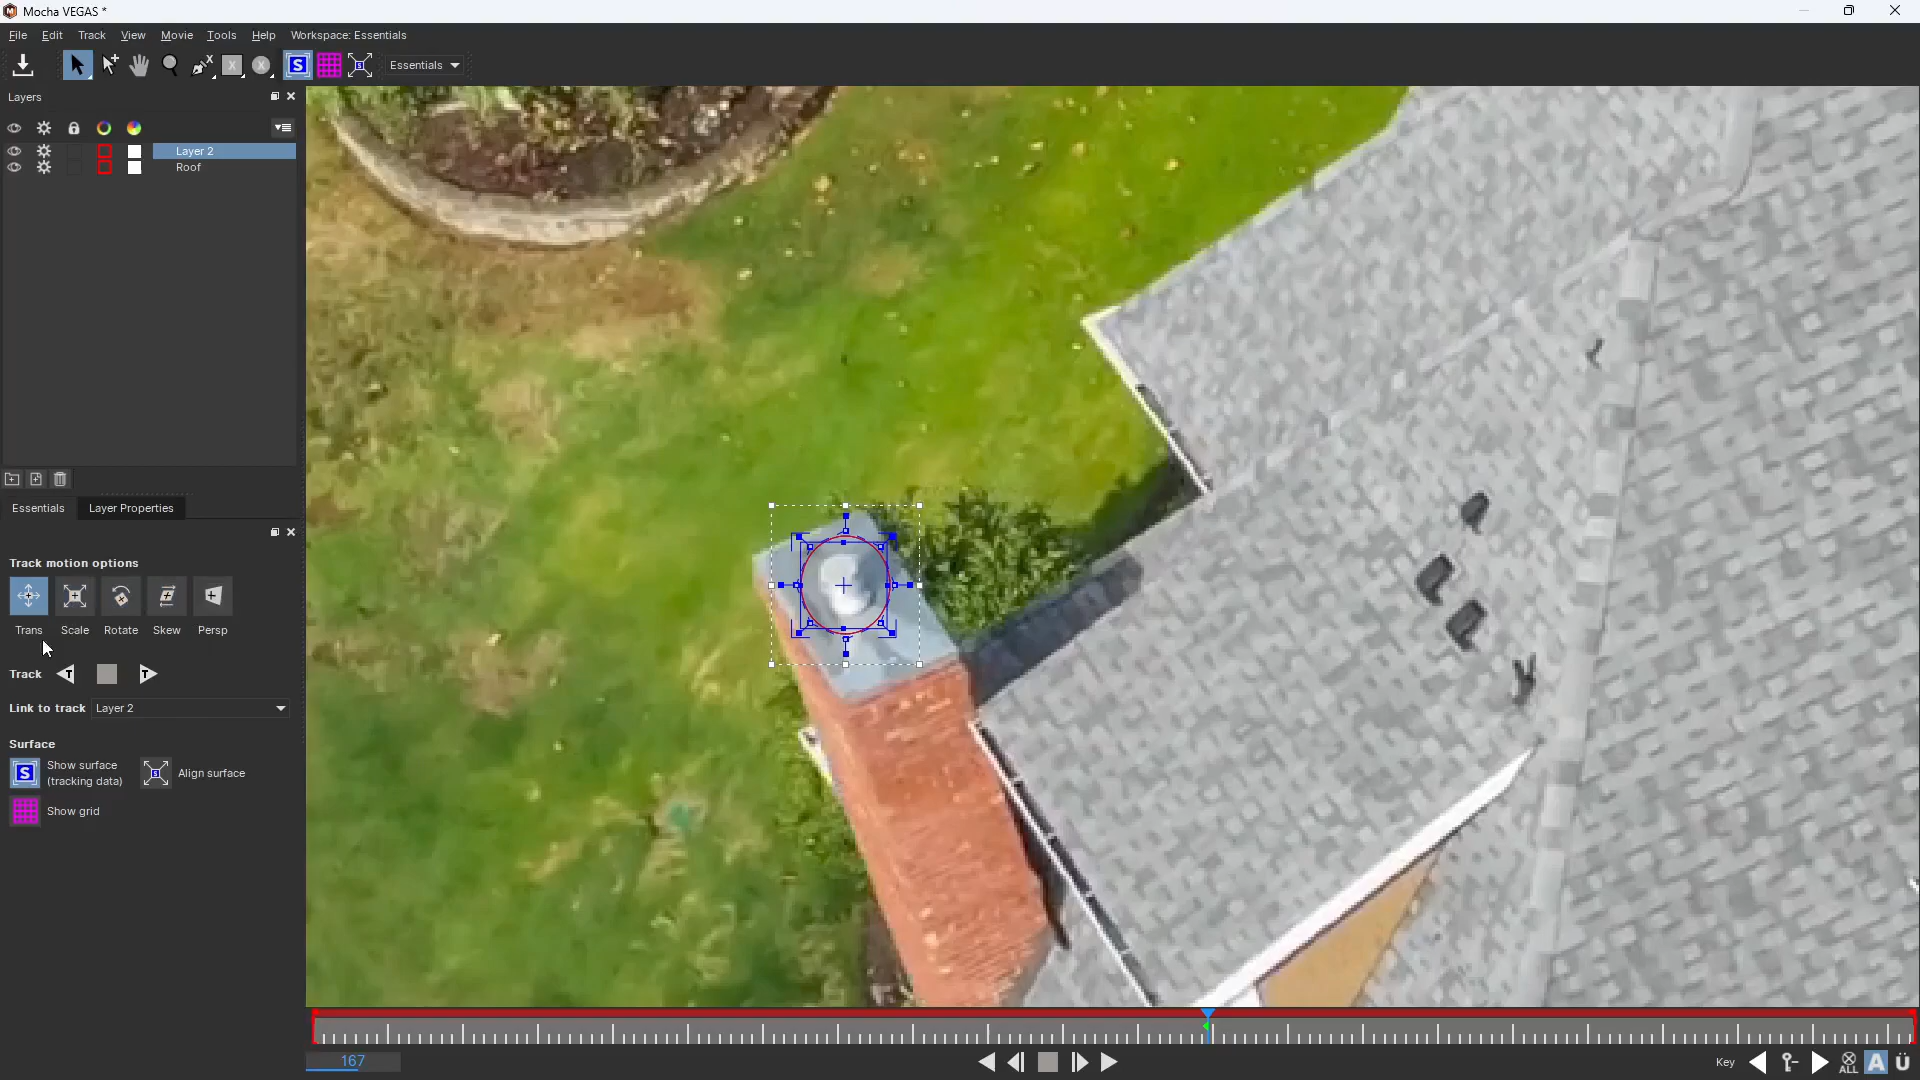 Mocha VEGAS *
File Edit Track View Movie Tools Help Workspace: Essentials
Essentials
Layers
Layer 2
Roof
Essentials Layer Properties
Track motion options
Trans Scale Rotate Skew Persp
Track
Link to track Layer 2
Surface
Show surface
(tracking data)
Align surface
Show grid
167
Key
ALL